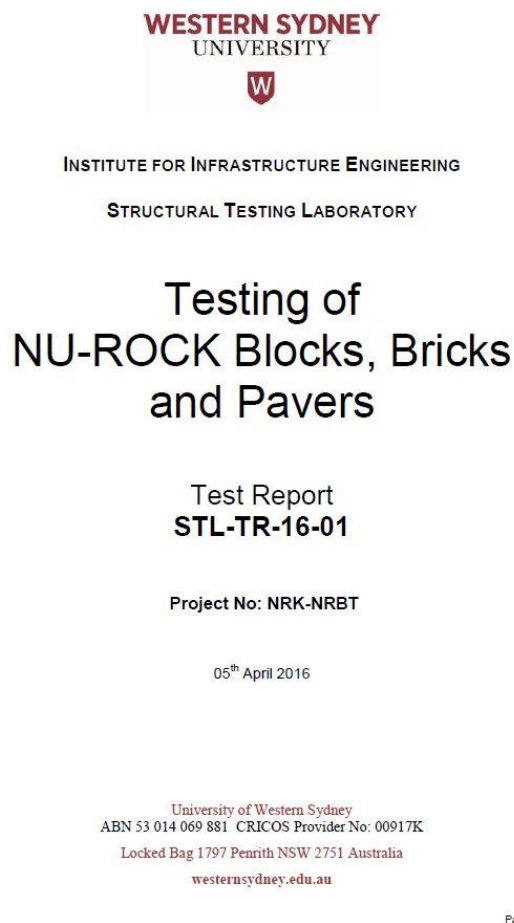 WESTERN SYDNEY
UNIVERSITY
W
INSTITUTE FOR INFRASTRUCTURE ENGINEERING
STRUCTURAL TESTING LABORATORY
Testing of
NU-ROCK Blocks, Bricks
and Pavers
Test Report
STL-TR-16-01
Project No: NRK-NRBT
05th April 2016
University of Western Sydney
ABN 53 014 069 881 CRICOS Provider No: 00917K
Locked Bag 1797 Penrith NSW 2751 Australia
westernsydney.edu.au